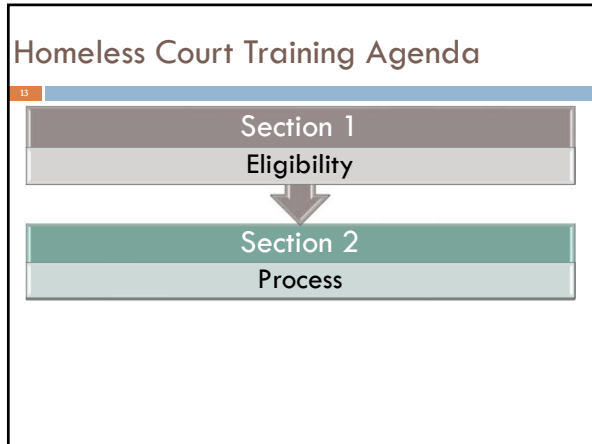 Homeless Court Training Agenda
13
Section 1
Eligibility
Section 2
Process